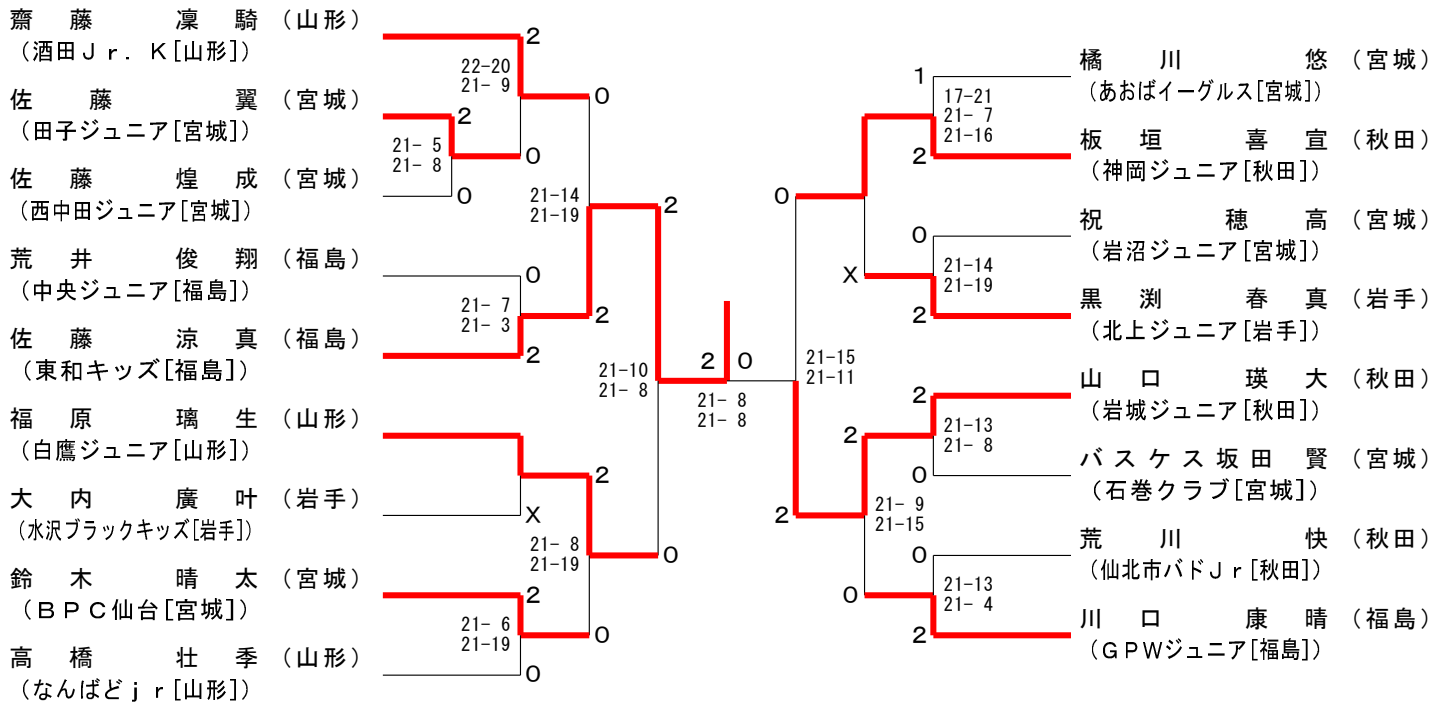 齋藤 凜騎 (山形)
(酒田Ｊｒ．Ｋ[山形])
佐藤 翼 (宮城)
(田子ジュニア[宮城])
佐藤 煌成 (宮城)
(西中田ジュニア[宮城])
荒井 俊翔 (福島)
(中央ジュニア[福島])
佐藤 涼真 (福島)
(東和キッズ[福島])
福原 璃生 (山形)
(白鷹ジュニア[山形])
大内 廣叶 (岩手)
(水沢ブラックキッズ[岩手])
鈴木 晴太 (宮城)
(ＢＰＣ仙台[宮城])
高橋 壮季 (山形)
(なんばどｊｒ[山形])
2
22-20
21- 9
0
2
21- 5
21- 8
0
0
21-14
21-19
2
0
21- 7
21- 3
2
2
21-10
21- 8
2
X
21- 8
21-19
0
2
21- 6
21-19
0
0
2 0
21- 8
21- 8
1
17-21
21- 7
21-16
2
0
0
X
21-14
21-19
2
21-15
21-11
2
2
21-13
21- 8
0
2
21- 9
21-15
0
0
21-13
21- 4
2
橘川 悠 (宮城)
(あおばイーグルス[宮城])
板垣 喜宣 (秋田)
(神岡ジュニア[秋田])
祝 穂高 (宮城)
(岩沼ジュニア[宮城])
黒渕 春真 (岩手)
(北上ジュニア[岩手])
山口 瑛大 (秋田)
(岩城ジュニア[秋田])
バスケス坂田 賢 (宮城)
(石巻クラブ[宮城])
荒川 快 (秋田)
(仙北市バドＪｒ[秋田])
川口 康晴 (福島)
(ＧＰＷジュニア[福島])